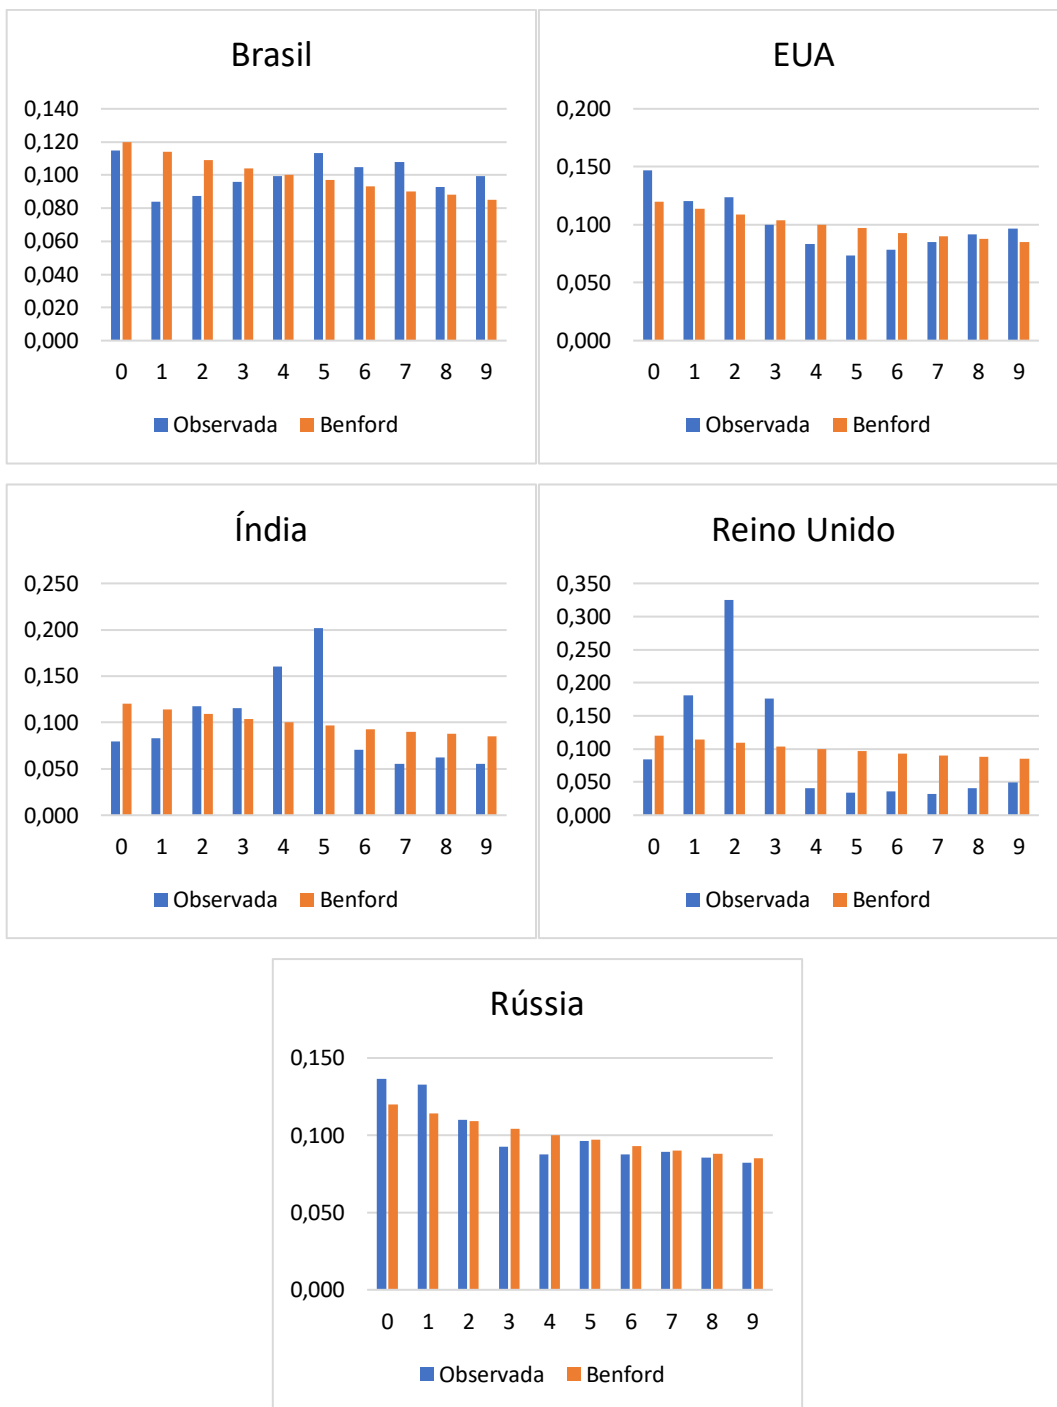 Brasil
0,140
0,120
0,100
0,080
0,060
0,040
0,020
0,000
0 1 2 3 4 5 6 7 8 9
Observada Benford
EUA
0,200
0,150
0,100
0,050
0,000
0 1 2 3 4 5 6 7 8 9
Observada Benford
Índia
0,250
0,200
0,150
0,100
0,050
0,000
0 1 2 3 4 5 6 7 8 9
Observada Benford
Reino Unido
0,350
0,300
0,250
0,200
0,150
0,100
0,050
0,000
0 1 2 3 4 5 6 7 8 9
Observada Benford
Rússia
0,150
0,100
0,050
0,000
0 1 2 3 4 5 6 7 8 9
Observada Benford